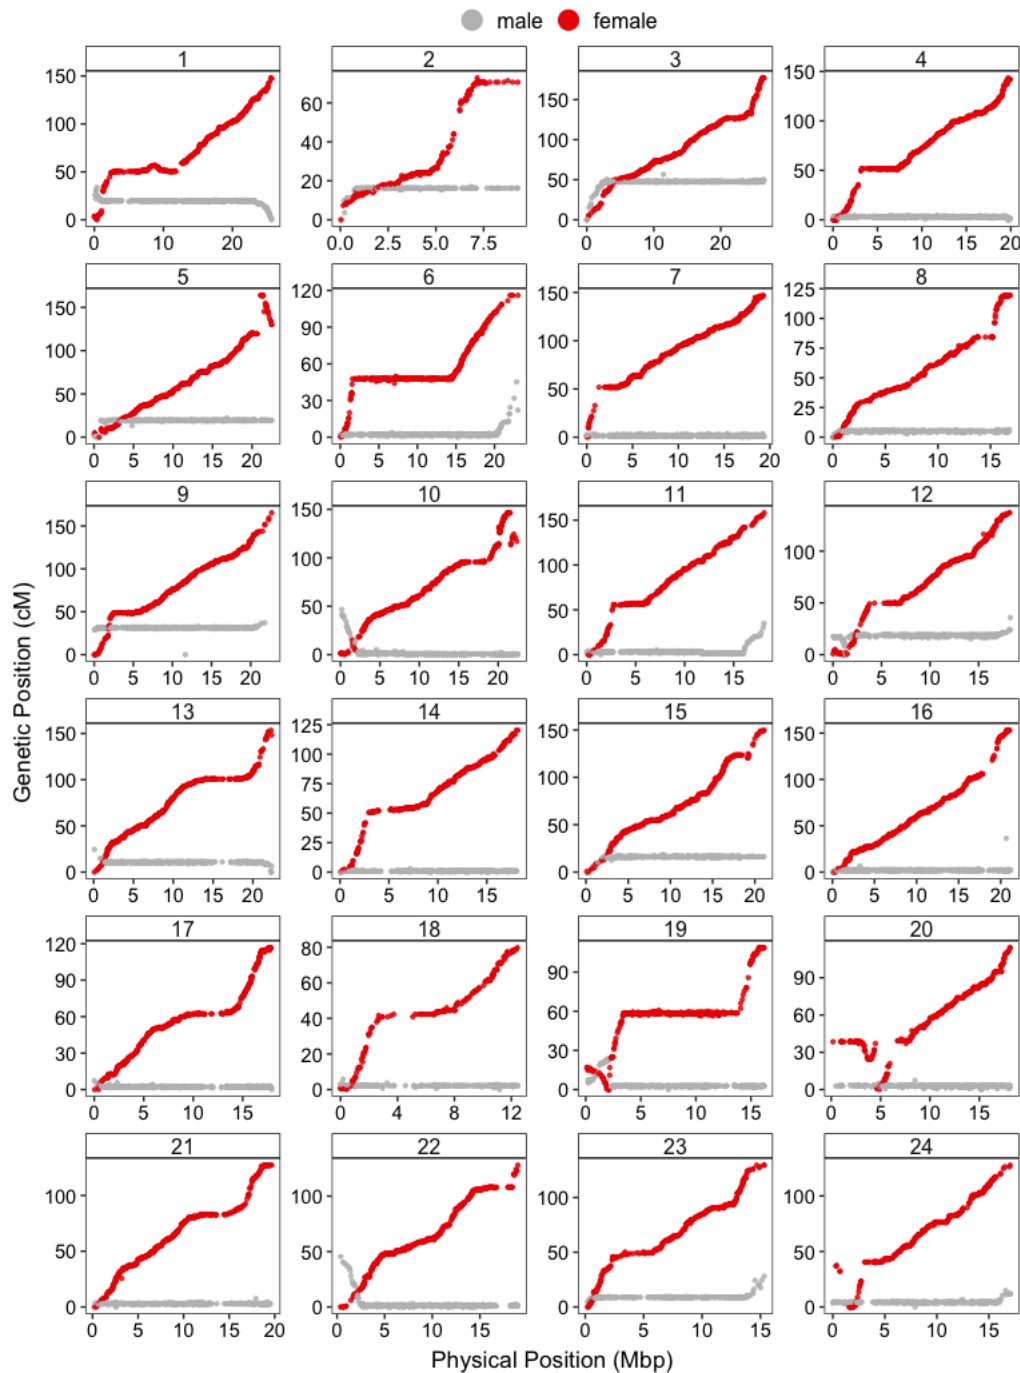 male female
1 2 3 4
150 100 50 0
60 40 20 0
150 100 50 0
150 100 50 0
0 10 20
0.0 2.5 5.0 7.5
0 10 20
0 5 10 15 20
5 6 7 8
150 100 50 0
120 90 60 30 0
150 100 50 0
125 100 75 50 25 0
0 5 10 15 20
0 5 10 15 20
0 5 10 15 20
0 5 10 15
9 10 11 12
150 100 50 0
150 100 50 0
150 100 50 0
100 50 0
0 5 10 15 20
0 5 10 15 20
0 5 10 15
0 5 10 15
Genetic Position (cM)
13 14 15 16
150 100 50 0
125 100 75 50 25 0
150 100 50 0
150 100 50 0
0 5 10 15 20
0 5 10 15
0 5 10 15 20
0 5 10 15 20
17 18 19 20
120 90 60 30 0
80 60 40 20 0
90 60 30 0
90 60 30 0
0 5 10 15
0 4 8 12
0 5 10 15
0 5 10 15
21 22 23 24
100 50 0
100 50 0
100 50 0
100 50 0
0 5 10 15 20
0 5 10 15
0 5 10 15
0 5 10 15
Physical Position (Mbp)